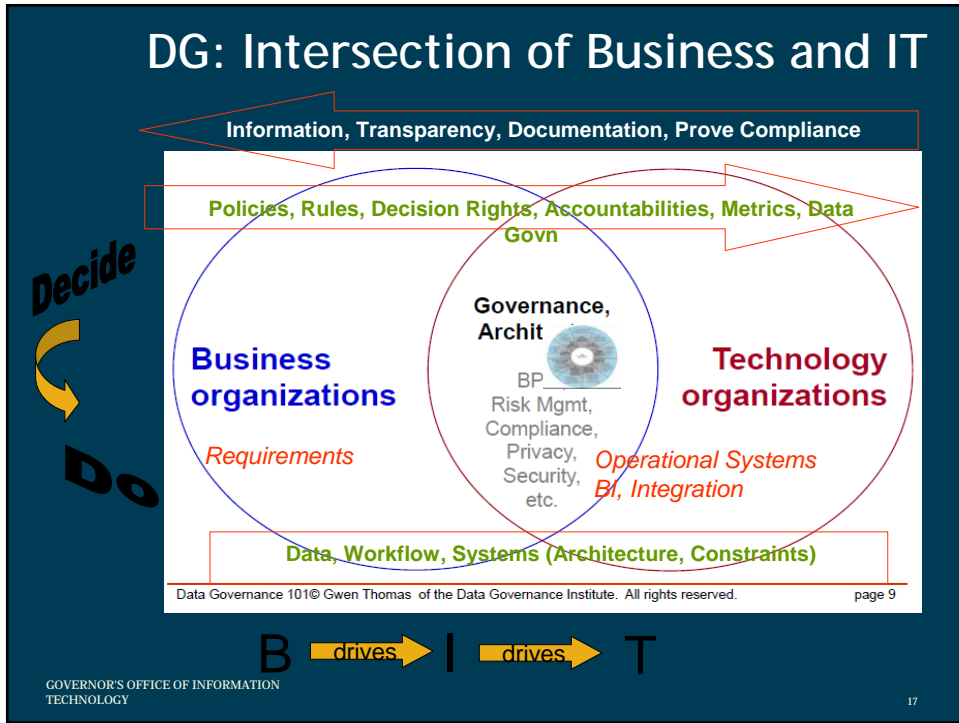 DG: Intersection of Business and IT
Information, Transparency, Documentation, Prove Compliance
Policies, Rules, Decision Rights, Accountabilities, Metrics, Data
Govn
Decide
Do
Business
organizations
Requirements
Governance,
Archit
BP
Risk Mgmt,
Compliance,
Privacy,
Security,
etc.
Technology
organizations
Operational Systems
BI, Integration
Data, Workflow, Systems (Architecture, Constraints)
Data Governance 101© Gwen Thomas of the Data Governance Institute. All rights reserved. page 9
B drives I drives T
GOVERNOR'S OFFICE OF INFORMATION
TECHNOLOGY
17